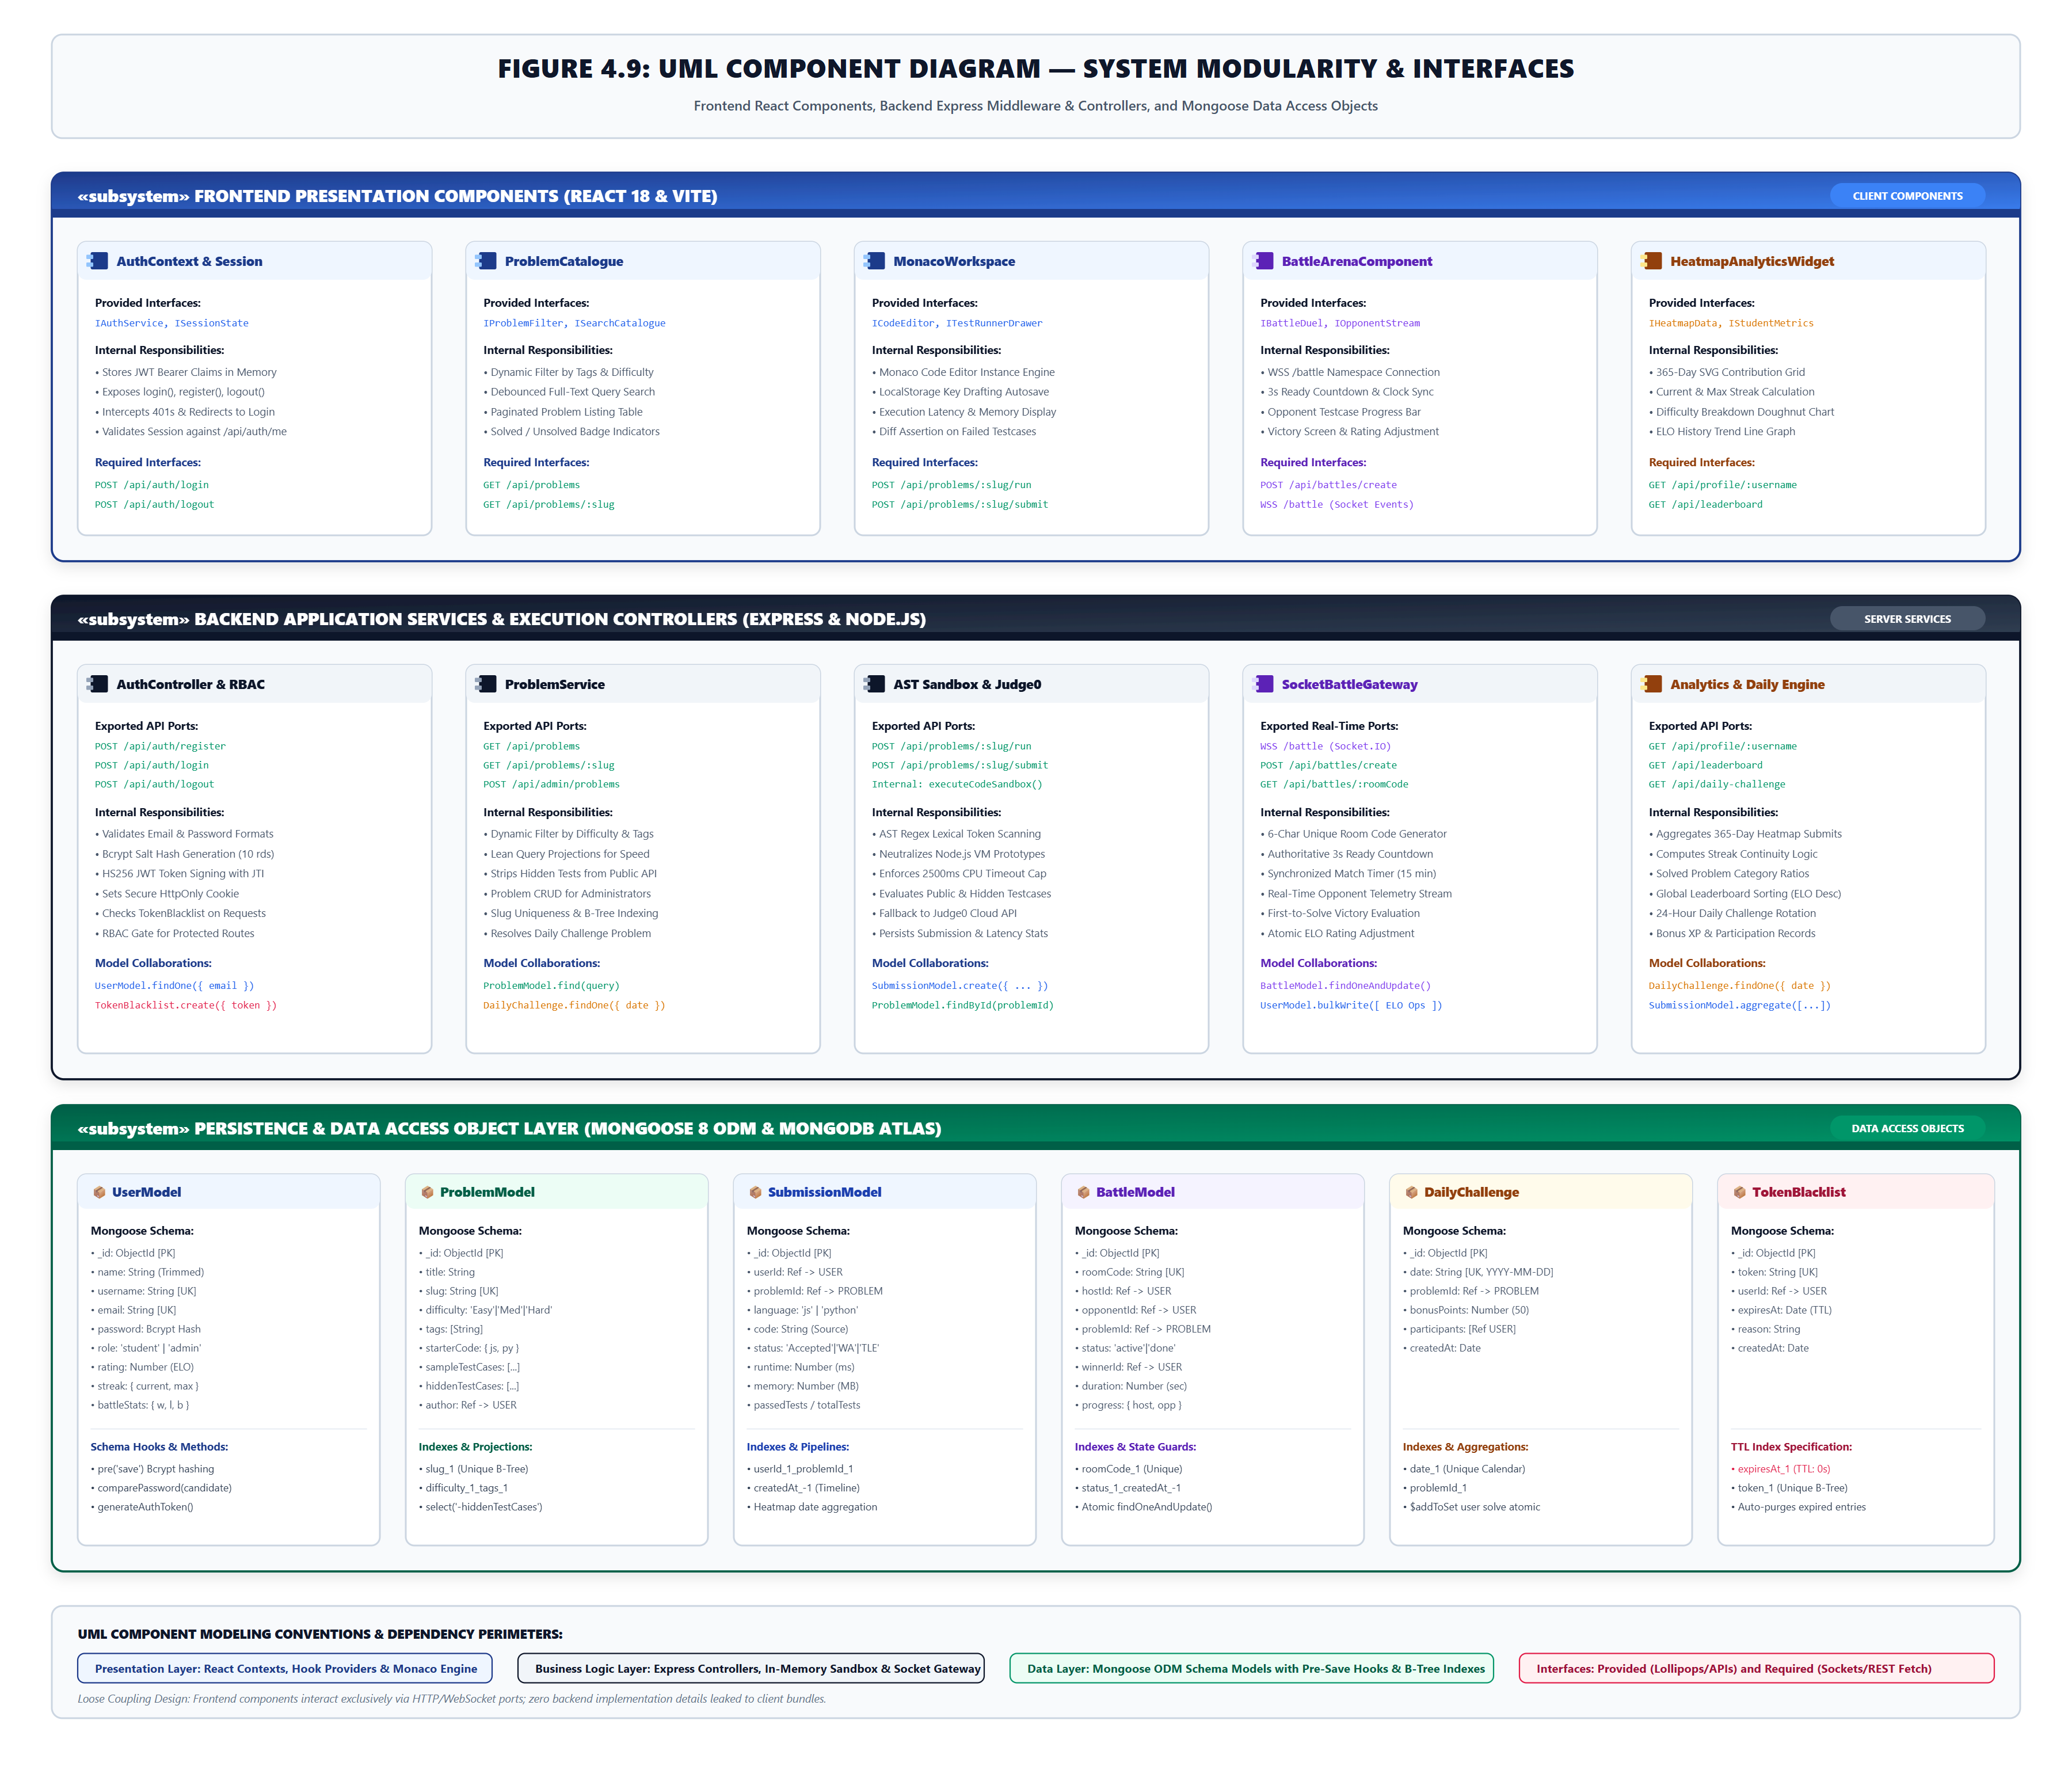 FIGURE 4.9: UML COMPONENT DIAGRAM — SYSTEM MODULARITY & INTERFACES
Frontend React Components, Backend Express Middleware & Controllers, and Mongoose Data Access Objects
«subsystem» FRONTEND PRESENTATION COMPONENTS (REACT 18 & VITE)
CLIENT COMPONENTS
AuthContext & Session
Provided Interfaces:
IAuthService, ISessionState
Internal Responsibilities:
• Stores JWT Bearer Claims in Memory
• Exposes login(), register(), logout()
• Intercepts 401s & Redirects to Login
• Validates Session against /api/auth/me
Required Interfaces:
POST /api/auth/login
POST /api/auth/logout
ProblemCatalogue
Provided Interfaces:
IProblemFilter, ISearchCatalogue
Internal Responsibilities:
• Dynamic Filter by Tags & Difficulty
• Debounced Full-Text Query Search
• Paginated Problem Listing Table
• Solved / Unsolved Badge Indicators
Required Interfaces:
GET /api/problems
GET /api/problems/:slug
MonacoWorkspace
Provided Interfaces:
ICodeEditor, ITestRunnerDrawer
Internal Responsibilities:
• Monaco Code Editor Instance Engine
• LocalStorage Key Drafting Autosave
• Execution Latency & Memory Display
• Diff Assertion on Failed Testcases
Required Interfaces:
POST /api/problems/:slug/run
POST /api/problems/:slug/submit
BattleArenaComponent
Provided Interfaces:
IBattleDuel, IOpponentStream
Internal Responsibilities:
• WSS /battle Namespace Connection
• 3s Ready Countdown & Clock Sync
• Opponent Testcase Progress Bar
• Victory Screen & Rating Adjustment
Required Interfaces:
POST /api/battles/create
WSS /battle (Socket Events)
HeatmapAnalyticsWidget
Provided Interfaces:
IHeatmapData, IStudentMetrics
Internal Responsibilities:
• 365-Day SVG Contribution Grid
• Current & Max Streak Calculation
• Difficulty Breakdown Doughnut Chart
• ELO History Trend Line Graph
Required Interfaces:
GET /api/profile/:username
GET /api/leaderboard
«subsystem» BACKEND APPLICATION SERVICES & EXECUTION CONTROLLERS (EXPRESS & NODE.JS)
SERVER SERVICES
AuthController & RBAC
Exported API Ports:
POST /api/auth/register
POST /api/auth/login
POST /api/auth/logout
Internal Responsibilities:
• Validates Email & Password Formats
• Bcrypt Salt Hash Generation (10 rds)
• HS256 JWT Token Signing with JTI
• Sets Secure HttpOnly Cookie
• Checks TokenBlacklist on Requests
• RBAC Gate for Protected Routes
Model Collaborations:
UserModel.findOne({ email })
TokenBlacklist.create({ token })
ProblemService
Exported API Ports:
GET /api/problems
GET /api/problems/:slug
POST /api/admin/problems
Internal Responsibilities:
• Dynamic Filter by Difficulty & Tags
• Lean Query Projections for Speed
• Strips Hidden Tests from Public API
• Problem CRUD for Administrators
• Slug Uniqueness & B-Tree Indexing
• Resolves Daily Challenge Problem
Model Collaborations:
ProblemModel.find(query)
DailyChallenge.findOne({ date })
AST Sandbox & Judge0
Exported API Ports:
POST /api/problems/:slug/run
POST /api/problems/:slug/submit
Internal: executeCodeSandbox()
Internal Responsibilities:
• AST Regex Lexical Token Scanning
• Neutralizes Node.js VM Prototypes
• Enforces 2500ms CPU Timeout Cap
• Evaluates Public & Hidden Testcases
• Fallback to Judge0 Cloud API
• Persists Submission & Latency Stats
Model Collaborations:
SubmissionModel.create({ ... })
ProblemModel.findById(problemId)
SocketBattleGateway
Exported Real-Time Ports:
WSS /battle (Socket.IO)
POST /api/battles/create
GET /api/battles/:roomCode
Internal Responsibilities:
• 6-Char Unique Room Code Generator
• Authoritative 3s Ready Countdown
• Synchronized Match Timer (15 min)
• Real-Time Opponent Telemetry Stream
• First-to-Solve Victory Evaluation
• Atomic ELO Rating Adjustment
Model Collaborations:
BattleModel.findOneAndUpdate()
UserModel.bulkWrite([ ELO Ops ])
Analytics & Daily Engine
Exported API Ports:
GET /api/profile/:username
GET /api/leaderboard
GET /api/daily-challenge
Internal Responsibilities:
• Aggregates 365-Day Heatmap Submits
• Computes Streak Continuity Logic
• Solved Problem Category Ratios
• Global Leaderboard Sorting (ELO Desc)
• 24-Hour Daily Challenge Rotation
• Bonus XP & Participation Records
Model Collaborations:
DailyChallenge.findOne({ date })
SubmissionModel.aggregate([...])
«subsystem» PERSISTENCE & DATA ACCESS OBJECT LAYER (MONGOOSE 8 ODM & MONGODB ATLAS)
DATA ACCESS OBJECTS
UserModel
Mongoose Schema:
• _id: ObjectId [PK]
• name: String (Trimmed)
• username: String [UK]
• email: String [UK]
• password: Bcrypt Hash
• role: 'student' | 'admin'
• rating: Number (ELO)
• streak: { current, max }
• battleStats: { w, l, b }
Schema Hooks & Methods:
• pre('save') Bcrypt hashing
• comparePassword(candidate)
• generateAuthToken()
ProblemModel
Mongoose Schema:
• _id: ObjectId [PK]
• title: String
• slug: String [UK]
• difficulty: 'Easy'|'Med'|'Hard'
• tags: [String]
• starterCode: { js, py }
• sampleTestCases: [...]
• hiddenTestCases: [...]
• author: Ref -> USER
Indexes & Projections:
• slug_1 (Unique B-Tree)
• difficulty_1_tags_1
• select('-hiddenTestCases')
SubmissionModel
Mongoose Schema:
• _id: ObjectId [PK]
• userId: Ref -> USER
• problemId: Ref -> PROBLEM
• language: 'js' | 'python'
• code: String (Source)
• status: 'Accepted'|'WA'|'TLE'
• runtime: Number (ms)
• memory: Number (MB)
• passedTests / totalTests
Indexes & Pipelines:
• userId_1_problemId_1
• createdAt_-1 (Timeline)
• Heatmap date aggregation
BattleModel
Mongoose Schema:
• _id: ObjectId [PK]
• roomCode: String [UK]
• hostId: Ref -> USER
• opponentId: Ref -> USER
• problemId: Ref -> PROBLEM
• status: 'active'|'done'
• winnerId: Ref -> USER
• duration: Number (sec)
• progress: { host, opp }
Indexes & State Guards:
• roomCode_1 (Unique)
• status_1_createdAt_-1
• Atomic findOneAndUpdate()
DailyChallenge
Mongoose Schema:
• _id: ObjectId [PK]
• date: String [UK, YYYY-MM-DD]
• problemId: Ref -> PROBLEM
• bonusPoints: Number (50)
• participants: [Ref USER]
• createdAt: Date
Indexes & Aggregations:
• date_1 (Unique Calendar)
• problemId_1
• $addToSet user solve atomic
TokenBlacklist
Mongoose Schema:
• _id: ObjectId [PK]
• token: String [UK]
• userId: Ref -> USER
• expiresAt: Date (TTL)
• reason: String
• createdAt: Date
TTL Index Specification:
• expiresAt_1 (TTL: 0s)
• token_1 (Unique B-Tree)
• Auto-purges expired entries
UML COMPONENT MODELING CONVENTIONS & DEPENDENCY PERIMETERS:
Presentation Layer: React Contexts, Hook Providers & Monaco Engine
Business Logic Layer: Express Controllers, In-Memory Sandbox & Socket Gateway
Data Layer: Mongoose ODM Schema Models with Pre-Save Hooks & B-Tree Indexes
Interfaces: Provided (Lollipops/APIs) and Required (Sockets/REST Fetch)
Loose Coupling Design: Frontend components interact exclusively via HTTP/WebSocket ports; zero backend implementation details leaked to client bundles.